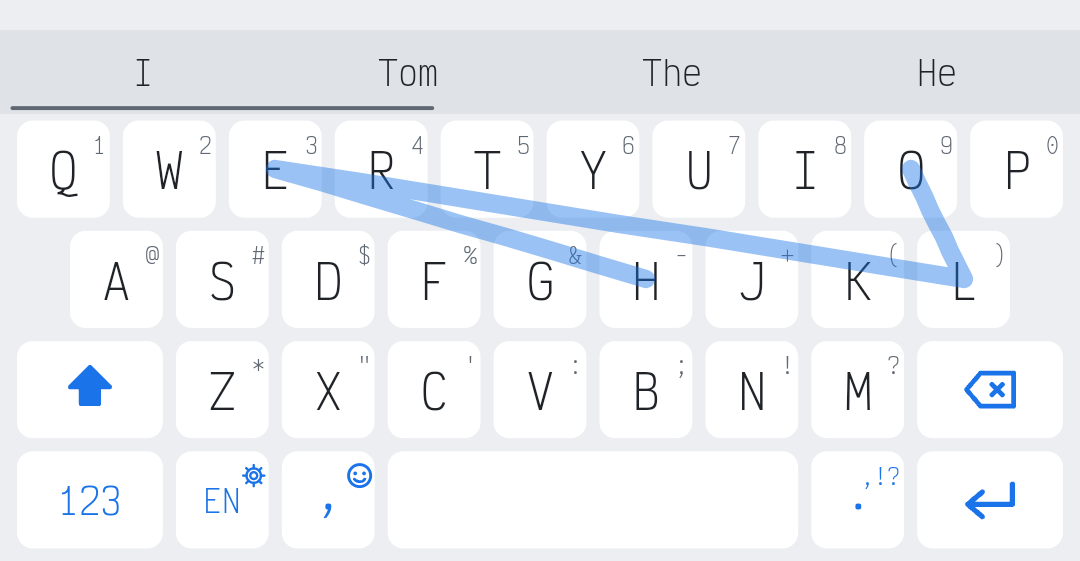 I Tom The He
Q 1 W 2 E 3 R 4 T 5 Y 6 U 7 I 8 O 9 P 0
A @ S # D $ F % G & H - J + K ( L )
Z * X " C ' V : B ; N ! M ?
123 EN , . ,!?